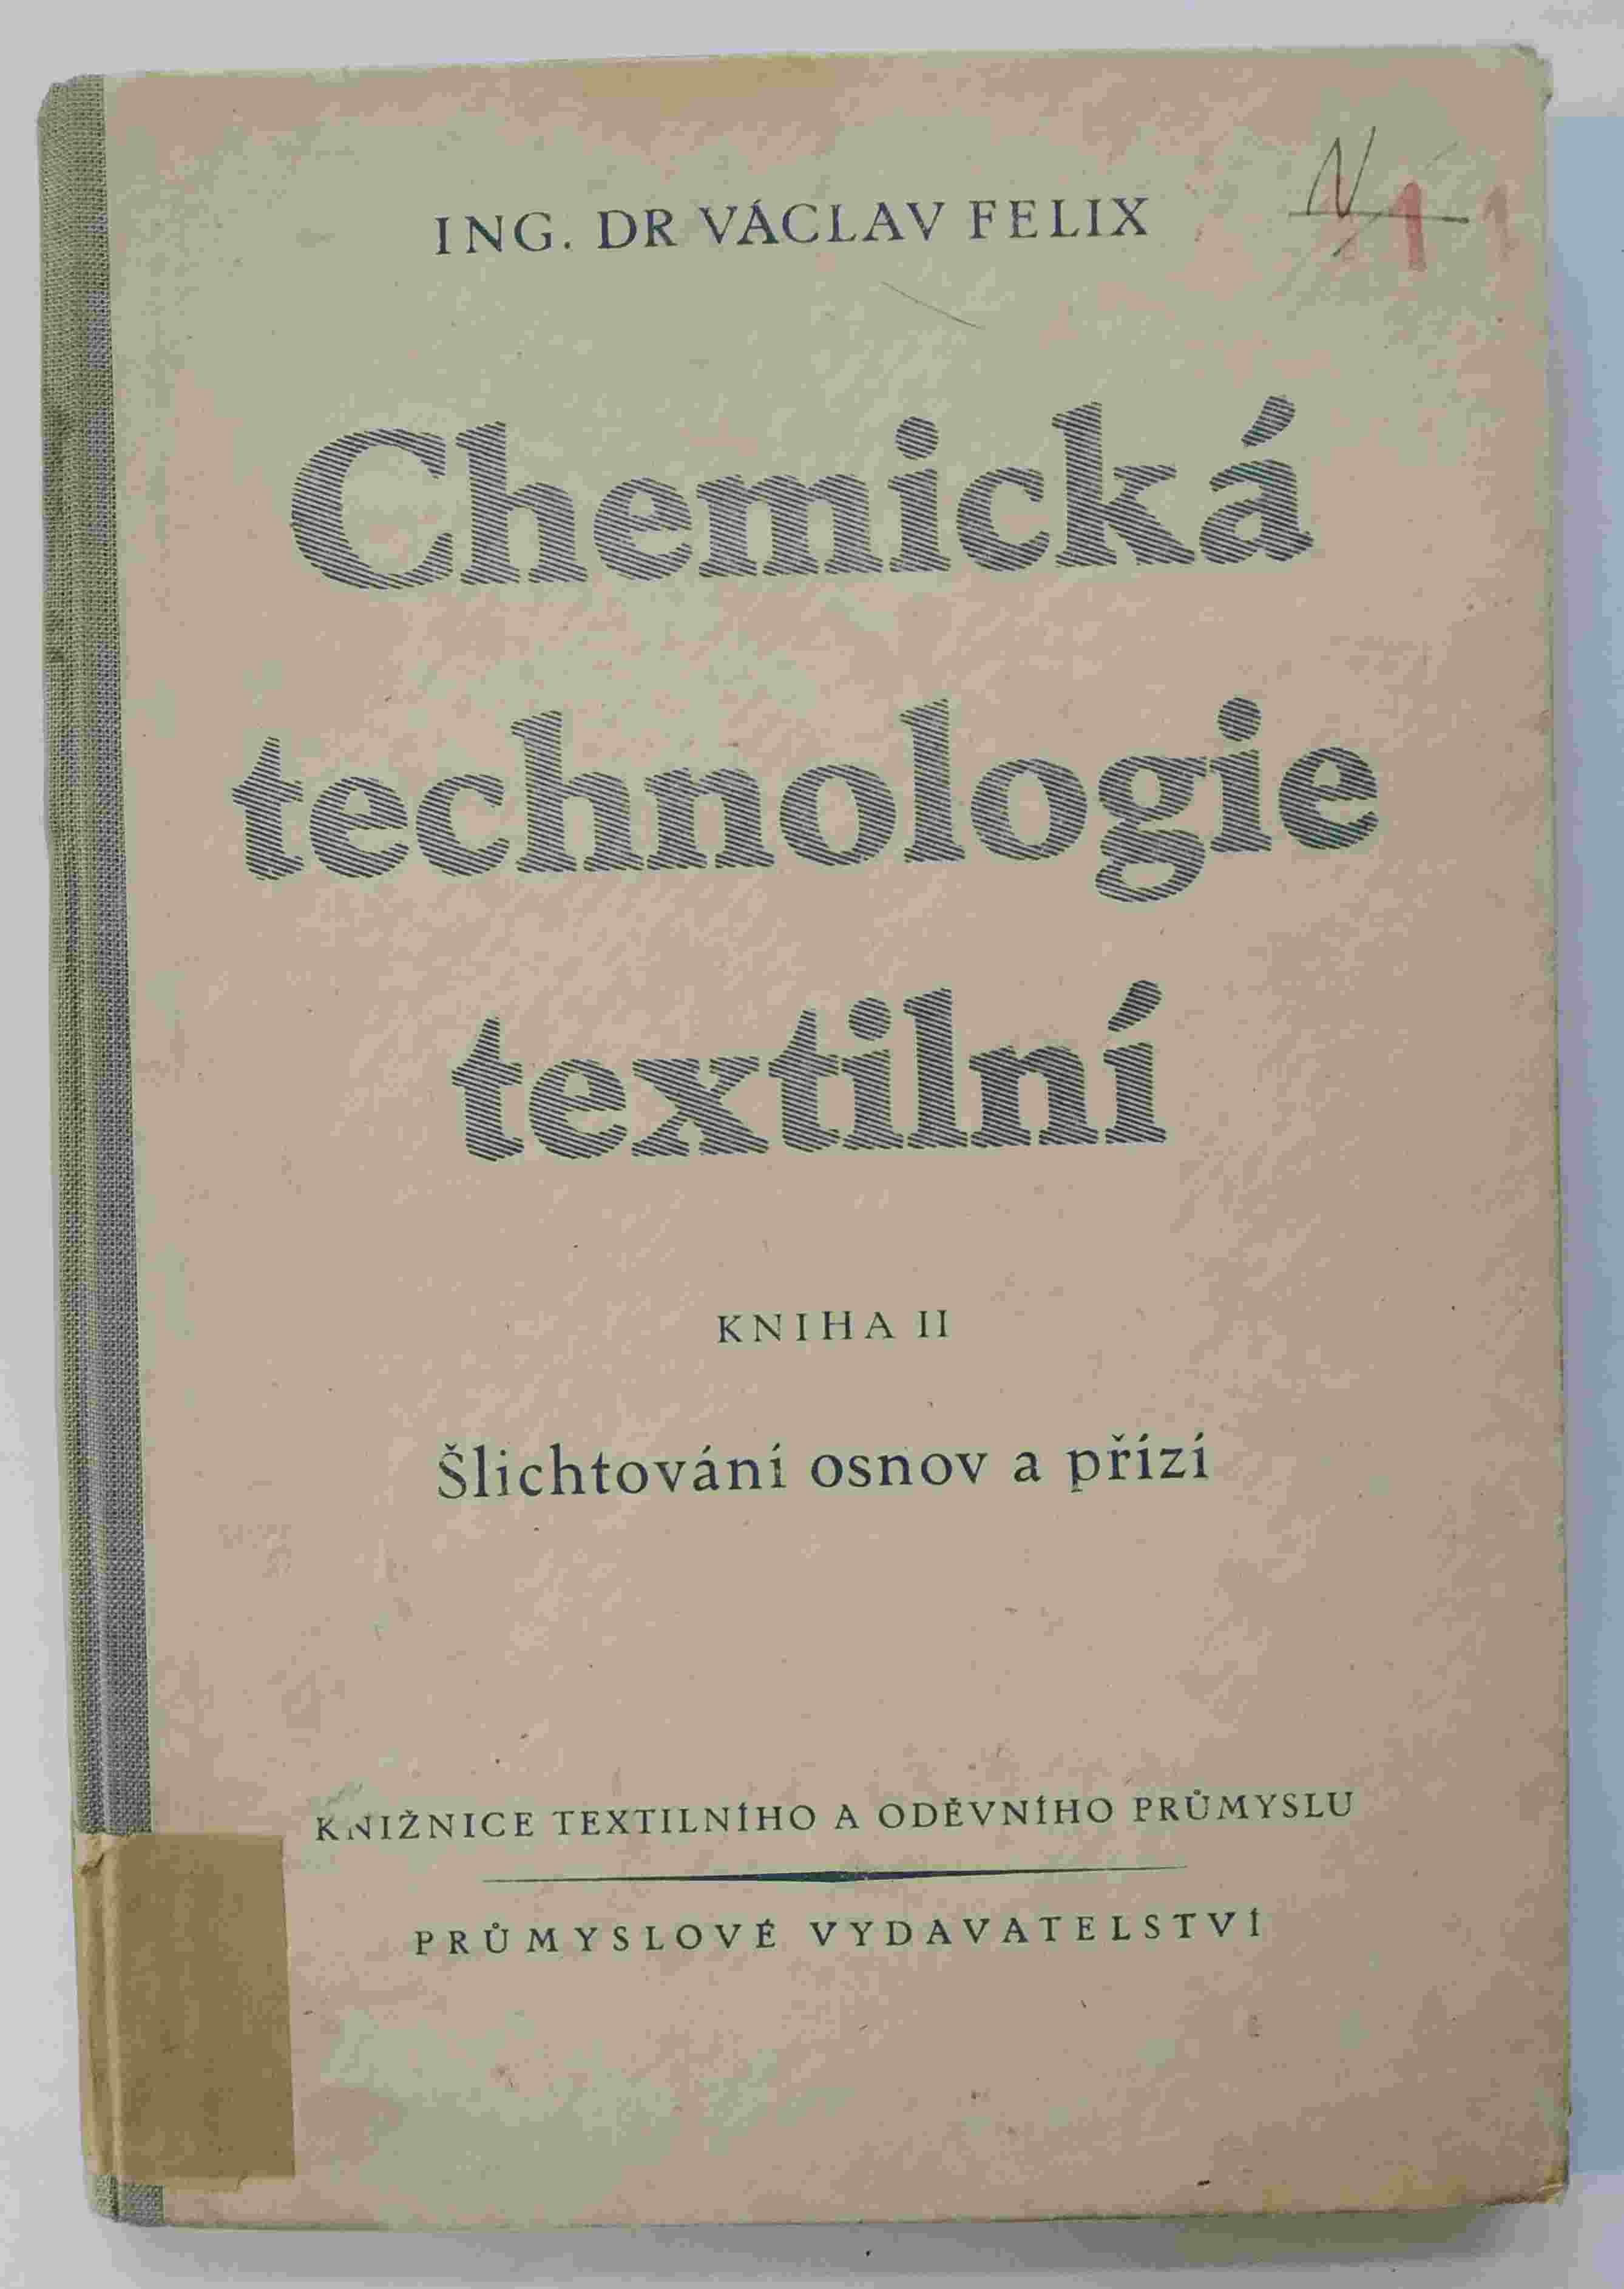 ING. DR VÁCLAV FELIX
Chemická
technologie
textilní
KNIHA II
Šlichtování osnov a přízí
KNIŽNICE TEXTILNÍHO A ODĚVNÍHO PRŮMYSLU
PRŮMYSLOVÉ VYDAVATELSTVÍ